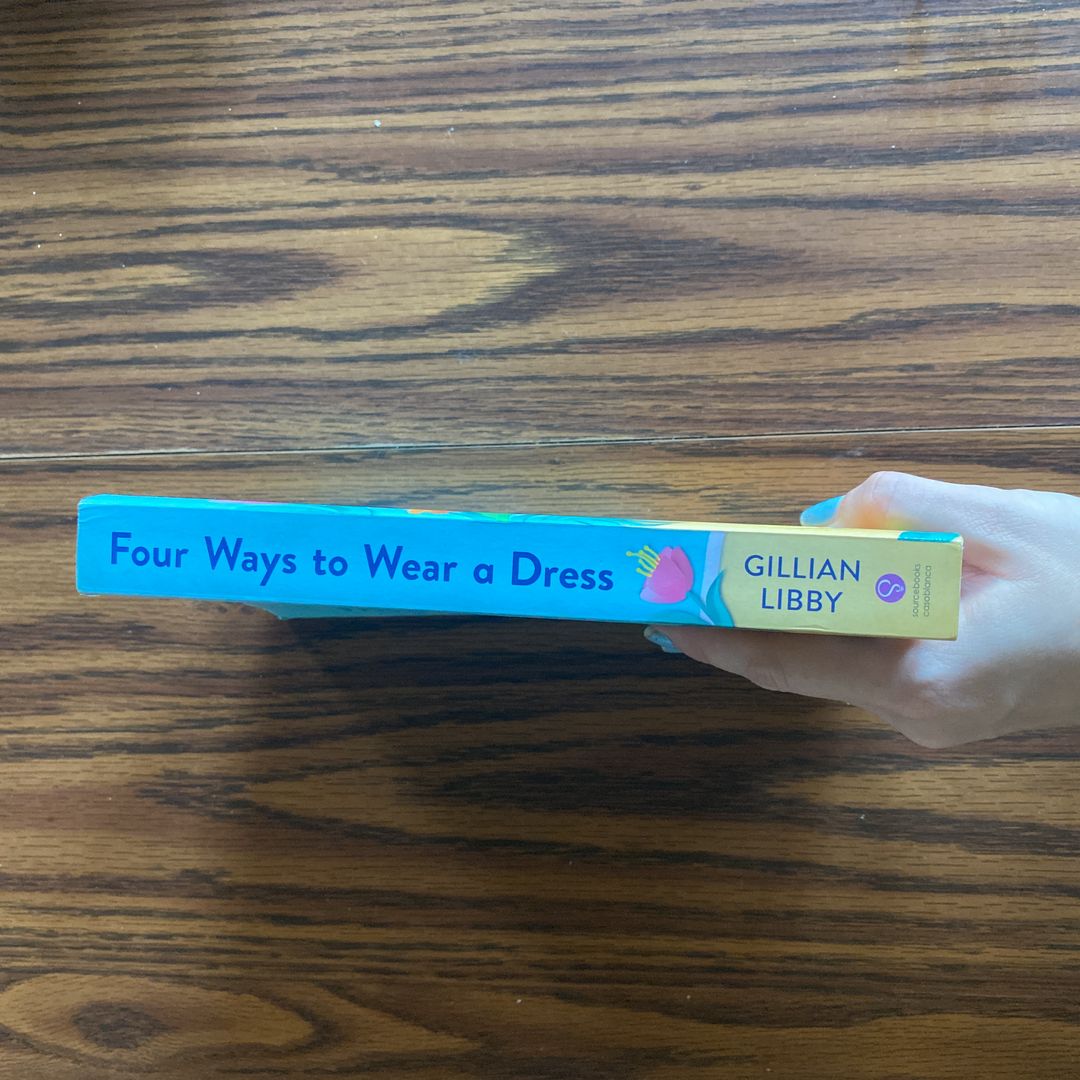 Four Ways to Wear a Dress
GILLIAN
LIBBY
S
sourcebooks
casablanca